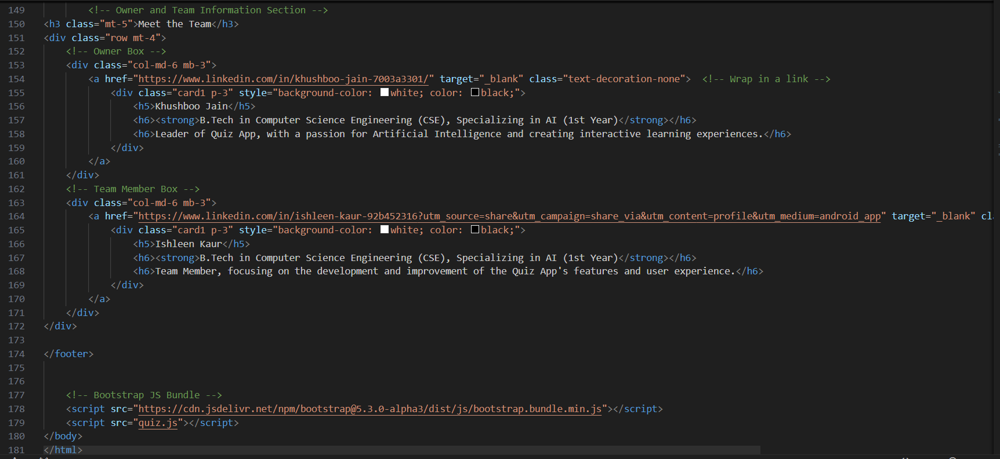 149 <!-- Owner and Team Information Section -->
150 <h3 class="mt-5">Meet the Team</h3>
151 <div class="row mt-4">
152 <!-- Owner Box -->
153 <div class="col-md-6 mb-3">
154 <a href="https://www.linkedin.com/in/khushboo-jain-7003a3301/" target="_blank" class="text-decoration-none"> <!-- Wrap in a link -->
155 <div class="card1 p-3" style="background-color: white; color: black;">
156 <h5>Khushboo Jain</h5>
157 <h6><strong>B.Tech in Computer Science Engineering (CSE), Specializing in AI (1st Year)</strong></h6>
158 <h6>Leader of Quiz App, with a passion for Artificial Intelligence and creating interactive learning experiences.</h6>
159 </div>
160 </a>
161 </div>
162 <!-- Team Member Box -->
163 <div class="col-md-6 mb-3">
164 <a href="https://www.linkedin.com/in/ishleen-kaur-92b452316?utm_source=share&utm_campaign=share_via&utm_content=profile&utm_medium=android_app" target="_blank" cl
165 <div class="card1 p-3" style="background-color: white; color: black;">
166 <h5>Ishleen Kaur</h5>
167 <h6><strong>B.Tech in Computer Science Engineering (CSE), Specializing in AI (1st Year)</strong></h6>
168 <h6>Team Member, focusing on the development and improvement of the Quiz App's features and user experience.</h6>
169 </div>
170 </a>
171 </div>
172 </div>
173
174 </footer>
175
176
177 <!-- Bootstrap JS Bundle -->
178 <script src="https://cdn.jsdelivr.net/npm/bootstrap@5.3.0-alpha3/dist/js/bootstrap.bundle.min.js"></script>
179 <script src="quiz.js"></script>
180 </body>
181 </html>